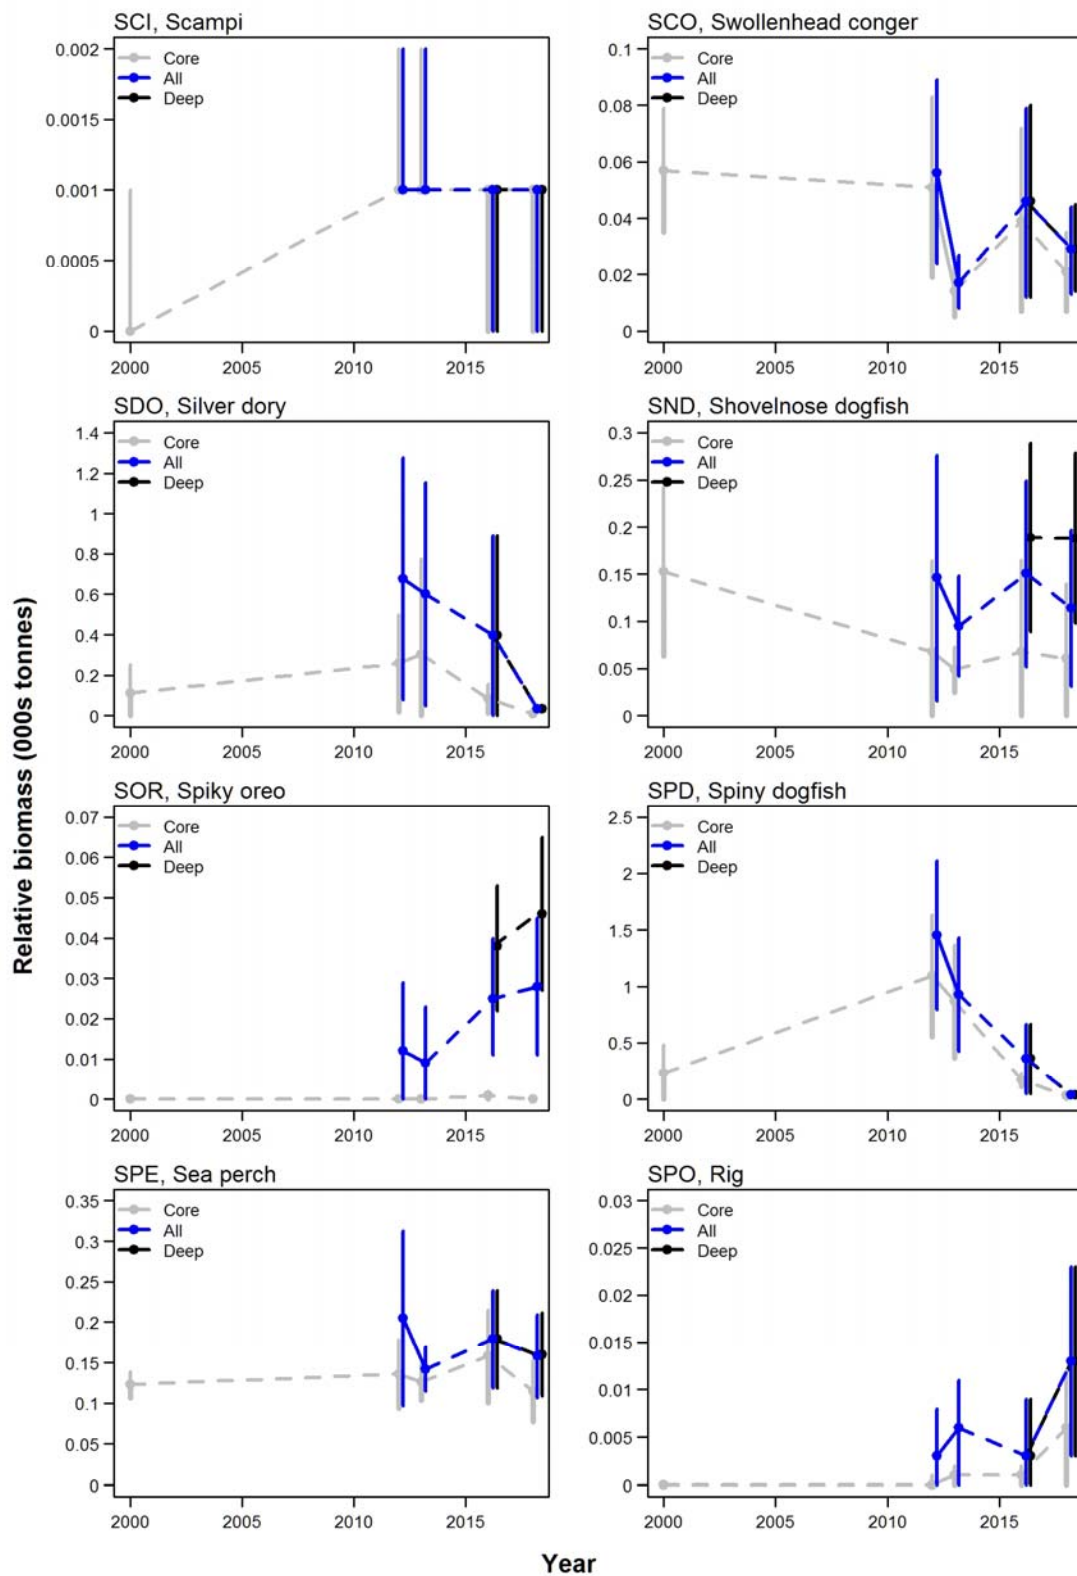 SCI, Scampi
0.002
0.0015
0.001
0.0005
0
Core
All
Deep
2000 2005 2010 2015
SCO, Swollenhead conger
0.1
0.08
0.06
0.04
0.02
0
Core
All
Deep
2000 2005 2010 2015
SDO, Silver dory
1.4
1.2
1
0.8
0.6
0.4
0.2
0
Core
All
Deep
2000 2005 2010 2015
SND, Shovelnose dogfish
0.3
0.25
0.2
0.15
0.1
0.05
0
Core
All
Deep
2000 2005 2010 2015
Relative biomass (000s tonnes)
SOR, Spiky oreo
0.07
0.06
0.05
0.04
0.03
0.02
0.01
0
Core
All
Deep
2000 2005 2010 2015
SPD, Spiny dogfish
2.5
2
1.5
1
0.5
0
Core
All
Deep
2000 2005 2010 2015
SPE, Sea perch
0.35
0.3
0.25
0.2
0.15
0.1
0.05
0
Core
All
Deep
2000 2005 2010 2015
SPO, Rig
0.03
0.025
0.02
0.015
0.01
0.005
0
Core
All
Deep
2000 2005 2010 2015
Year